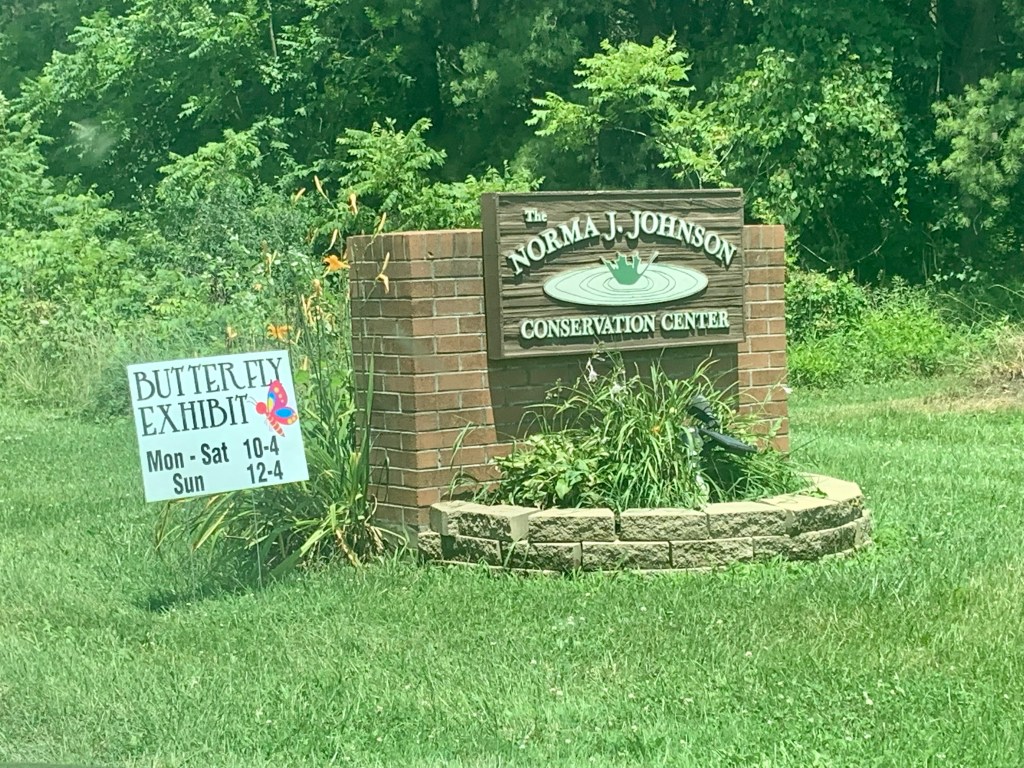 The
NORMA J. JOHNSON
CONSERVATION CENTER
BUTTERFLY
EXHIBIT
Mon - Sat 10-4
Sun 12-4